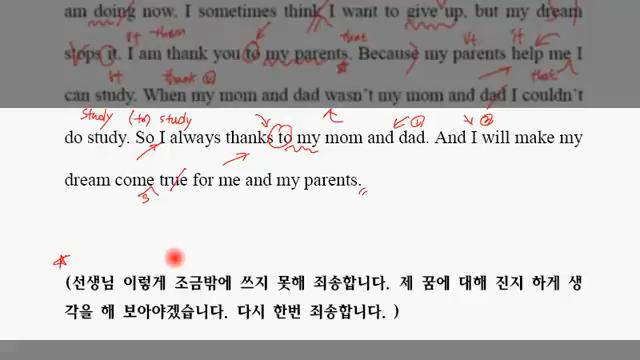 am doing now. I sometimes think I want to give up, but my dream
stops it. I am thank you to my parents. Because my parents help me I
can study. When my mom and dad wasn't my mom and dad I couldn't
study (to) study
do study. So I always thanks to my mom and dad. And I will make my
dream come true for me and my parents.
(선생님 이렇게 조금밖에 쓰지 못해 죄송합니다. 제 꿈에 대해 진지 하게 생
각을 해 보아야겠습니다. 다시 한번 죄송합니다. )